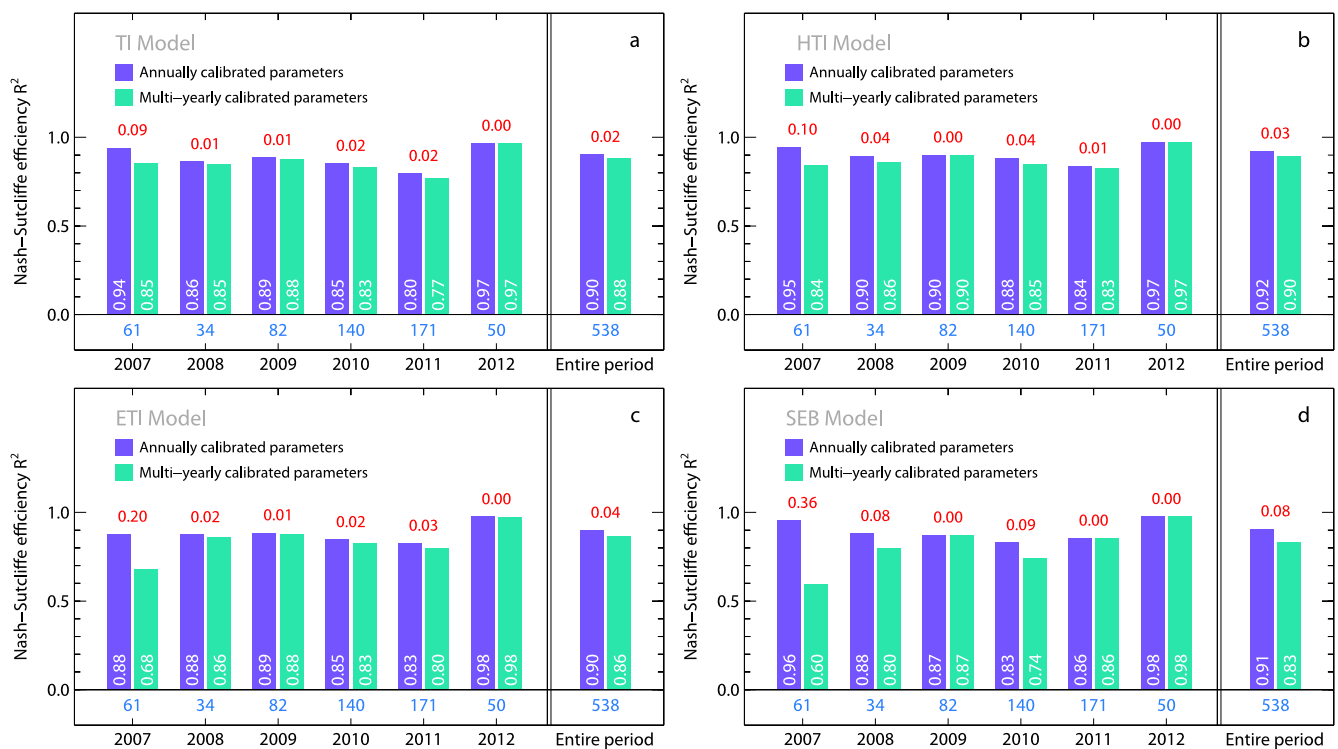 TI Model
a
Annually calibrated parameters
Multi−yearly calibrated parameters
Nash−Sutcliffe efficiency R²
1.0
0.5
0.0
0.09 0.01 0.01 0.02 0.02 0.00 0.02
0.94 0.85 0.86 0.85 0.89 0.88 0.85 0.83 0.80 0.77 0.97 0.97 0.90 0.88
61 34 82 140 171 50 538
2007 2008 2009 2010 2011 2012 Entire period
HTI Model
b
Annually calibrated parameters
Multi−yearly calibrated parameters
Nash−Sutcliffe efficiency R²
1.0
0.5
0.0
0.10 0.04 0.00 0.04 0.01 0.00 0.03
0.95 0.84 0.90 0.86 0.90 0.90 0.88 0.85 0.84 0.83 0.97 0.97 0.92 0.90
61 34 82 140 171 50 538
2007 2008 2009 2010 2011 2012 Entire period
ETI Model
c
Annually calibrated parameters
Multi−yearly calibrated parameters
Nash−Sutcliffe efficiency R²
1.0
0.5
0.0
0.20 0.02 0.01 0.02 0.03 0.00 0.04
0.88 0.68 0.88 0.86 0.89 0.88 0.85 0.83 0.83 0.80 0.98 0.98 0.90 0.86
61 34 82 140 171 50 538
2007 2008 2009 2010 2011 2012 Entire period
SEB Model
d
Annually calibrated parameters
Multi−yearly calibrated parameters
Nash−Sutcliffe efficiency R²
1.0
0.5
0.0
0.36 0.08 0.00 0.09 0.00 0.00 0.08
0.96 0.60 0.88 0.80 0.87 0.87 0.83 0.74 0.86 0.86 0.98 0.98 0.91 0.83
61 34 82 140 171 50 538
2007 2008 2009 2010 2011 2012 Entire period